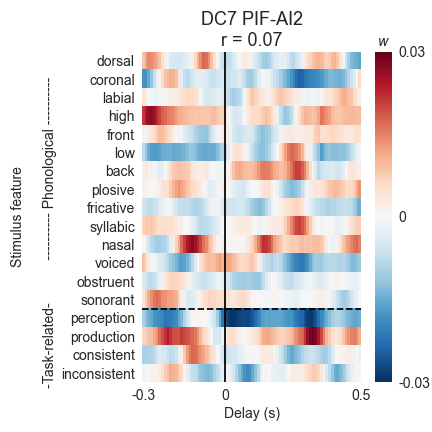 DC7 PIF-AI2
r = 0.07
w
Stimulus feature
-Task-related- ---------- Phonological ----------
dorsal
coronal
labial
high
front
low
back
plosive
fricative
syllabic
nasal
voiced
obstruent
sonorant
perception
production
consistent
inconsistent
0.03
0
-0.03
-0.3
0
0.5
Delay (s)